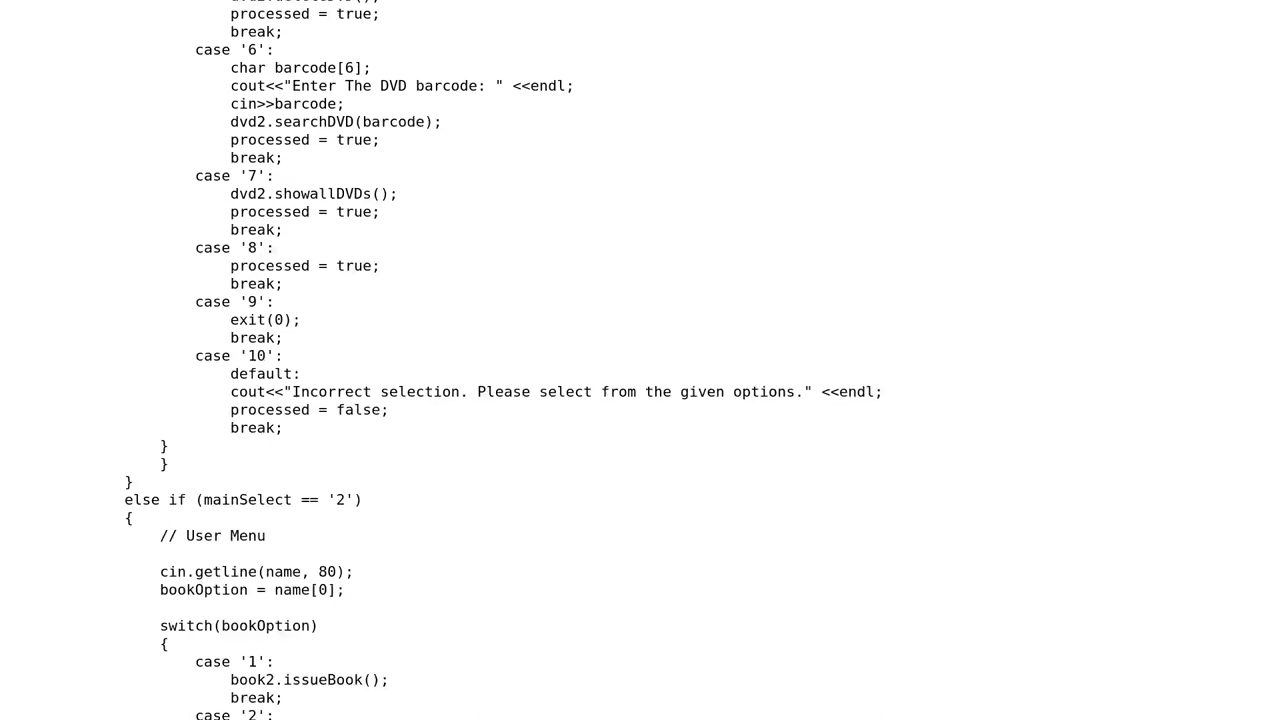 processed = true;
break;
case '6':
char barcode[6];
cout<<"Enter The DVD barcode: " <<endl;
cin>>barcode;
dvd2.searchDVD(barcode);
processed = true;
break;
case '7':
dvd2.showallDVDs();
processed = true;
break;
case '8':
processed = true;
break;
case '9':
exit(0);
break;
case '10':
default:
cout<<"Incorrect selection. Please select from the given options." <<endl;
processed = false;
break;
}
}
}
else if (mainSelect == '2')
{
// User Menu
cin.getline(name, 80);
bookOption = name[0];
switch(bookOption)
{
case '1':
book2.issueBook();
break;
case '2':